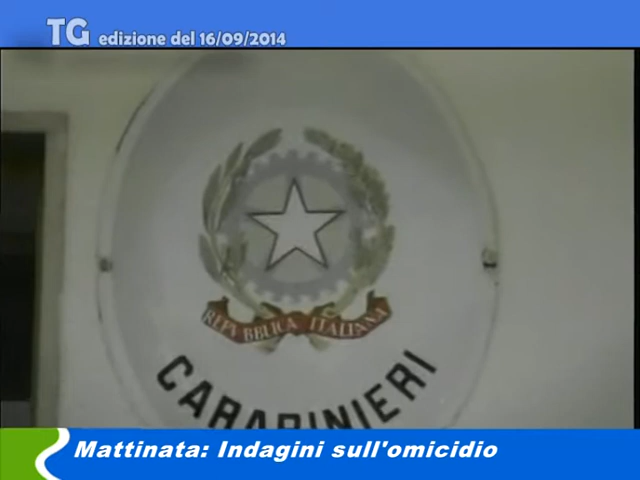 TG edizione del 16/09/2014
REPVBBLICA ITALIANA
CARABINIERI
Mattinata: Indagini sull'omicidio